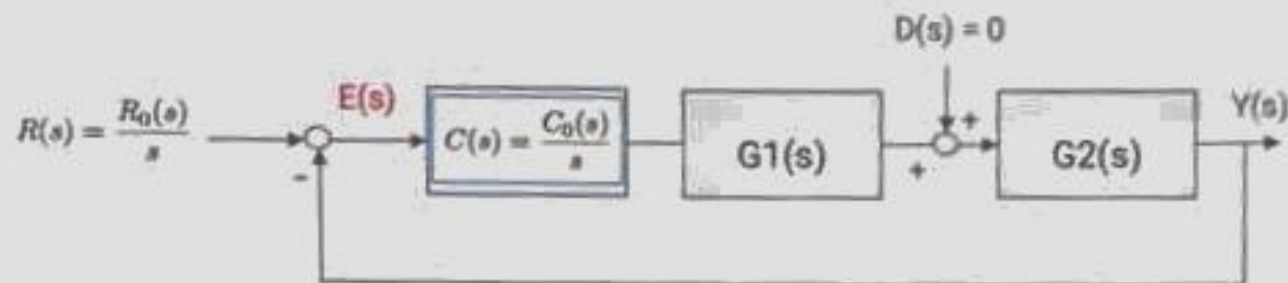 D(s) = 0
R(s) = R₀(s)/s
E(s)
C(s) = C₀(s)/s
G1(s)
+
+
G2(s)
Y(s)
-